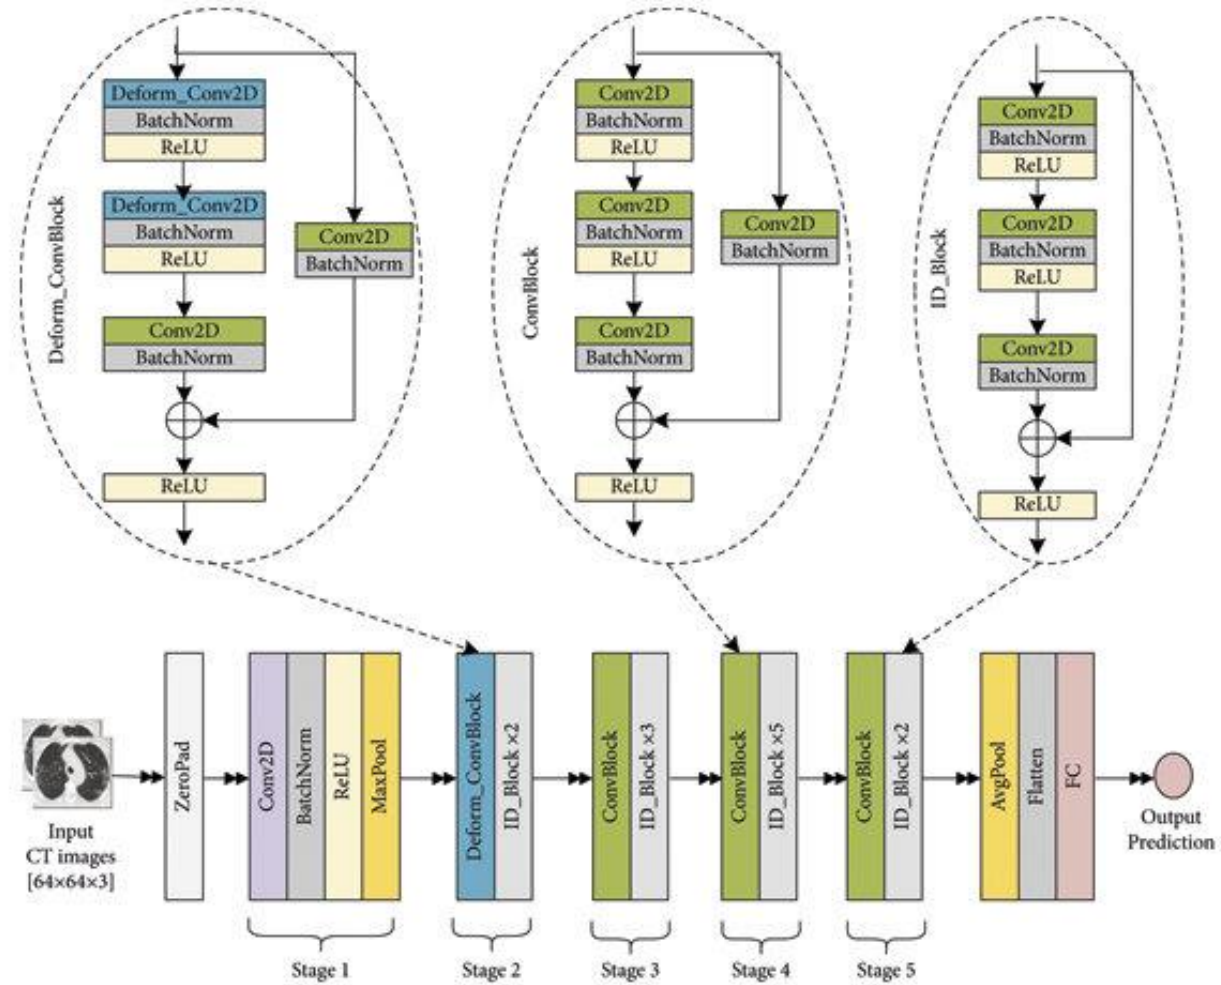 Deform_ConvBlock
Deform_Conv2D
BatchNorm
ReLU
Deform_Conv2D
BatchNorm
ReLU
Conv2D
BatchNorm
Conv2D
BatchNorm
ReLU
ConvBlock
Conv2D
BatchNorm
ReLU
Conv2D
BatchNorm
ReLU
Conv2D
BatchNorm
Conv2D
BatchNorm
ReLU
ID_Block
Conv2D
BatchNorm
ReLU
Conv2D
BatchNorm
ReLU
Conv2D
BatchNorm
ReLU
Input
CT images
[64×64×3]
ZeroPad
Conv2D
BatchNorm
ReLU
MaxPool
Stage 1
Deform_ConvBlock
ID_Block ×2
Stage 2
ConvBlock
ID_Block ×3
Stage 3
ConvBlock
ID_Block ×5
Stage 4
ConvBlock
ID_Block ×2
Stage 5
AvgPool
Flatten
FC
Output
Prediction